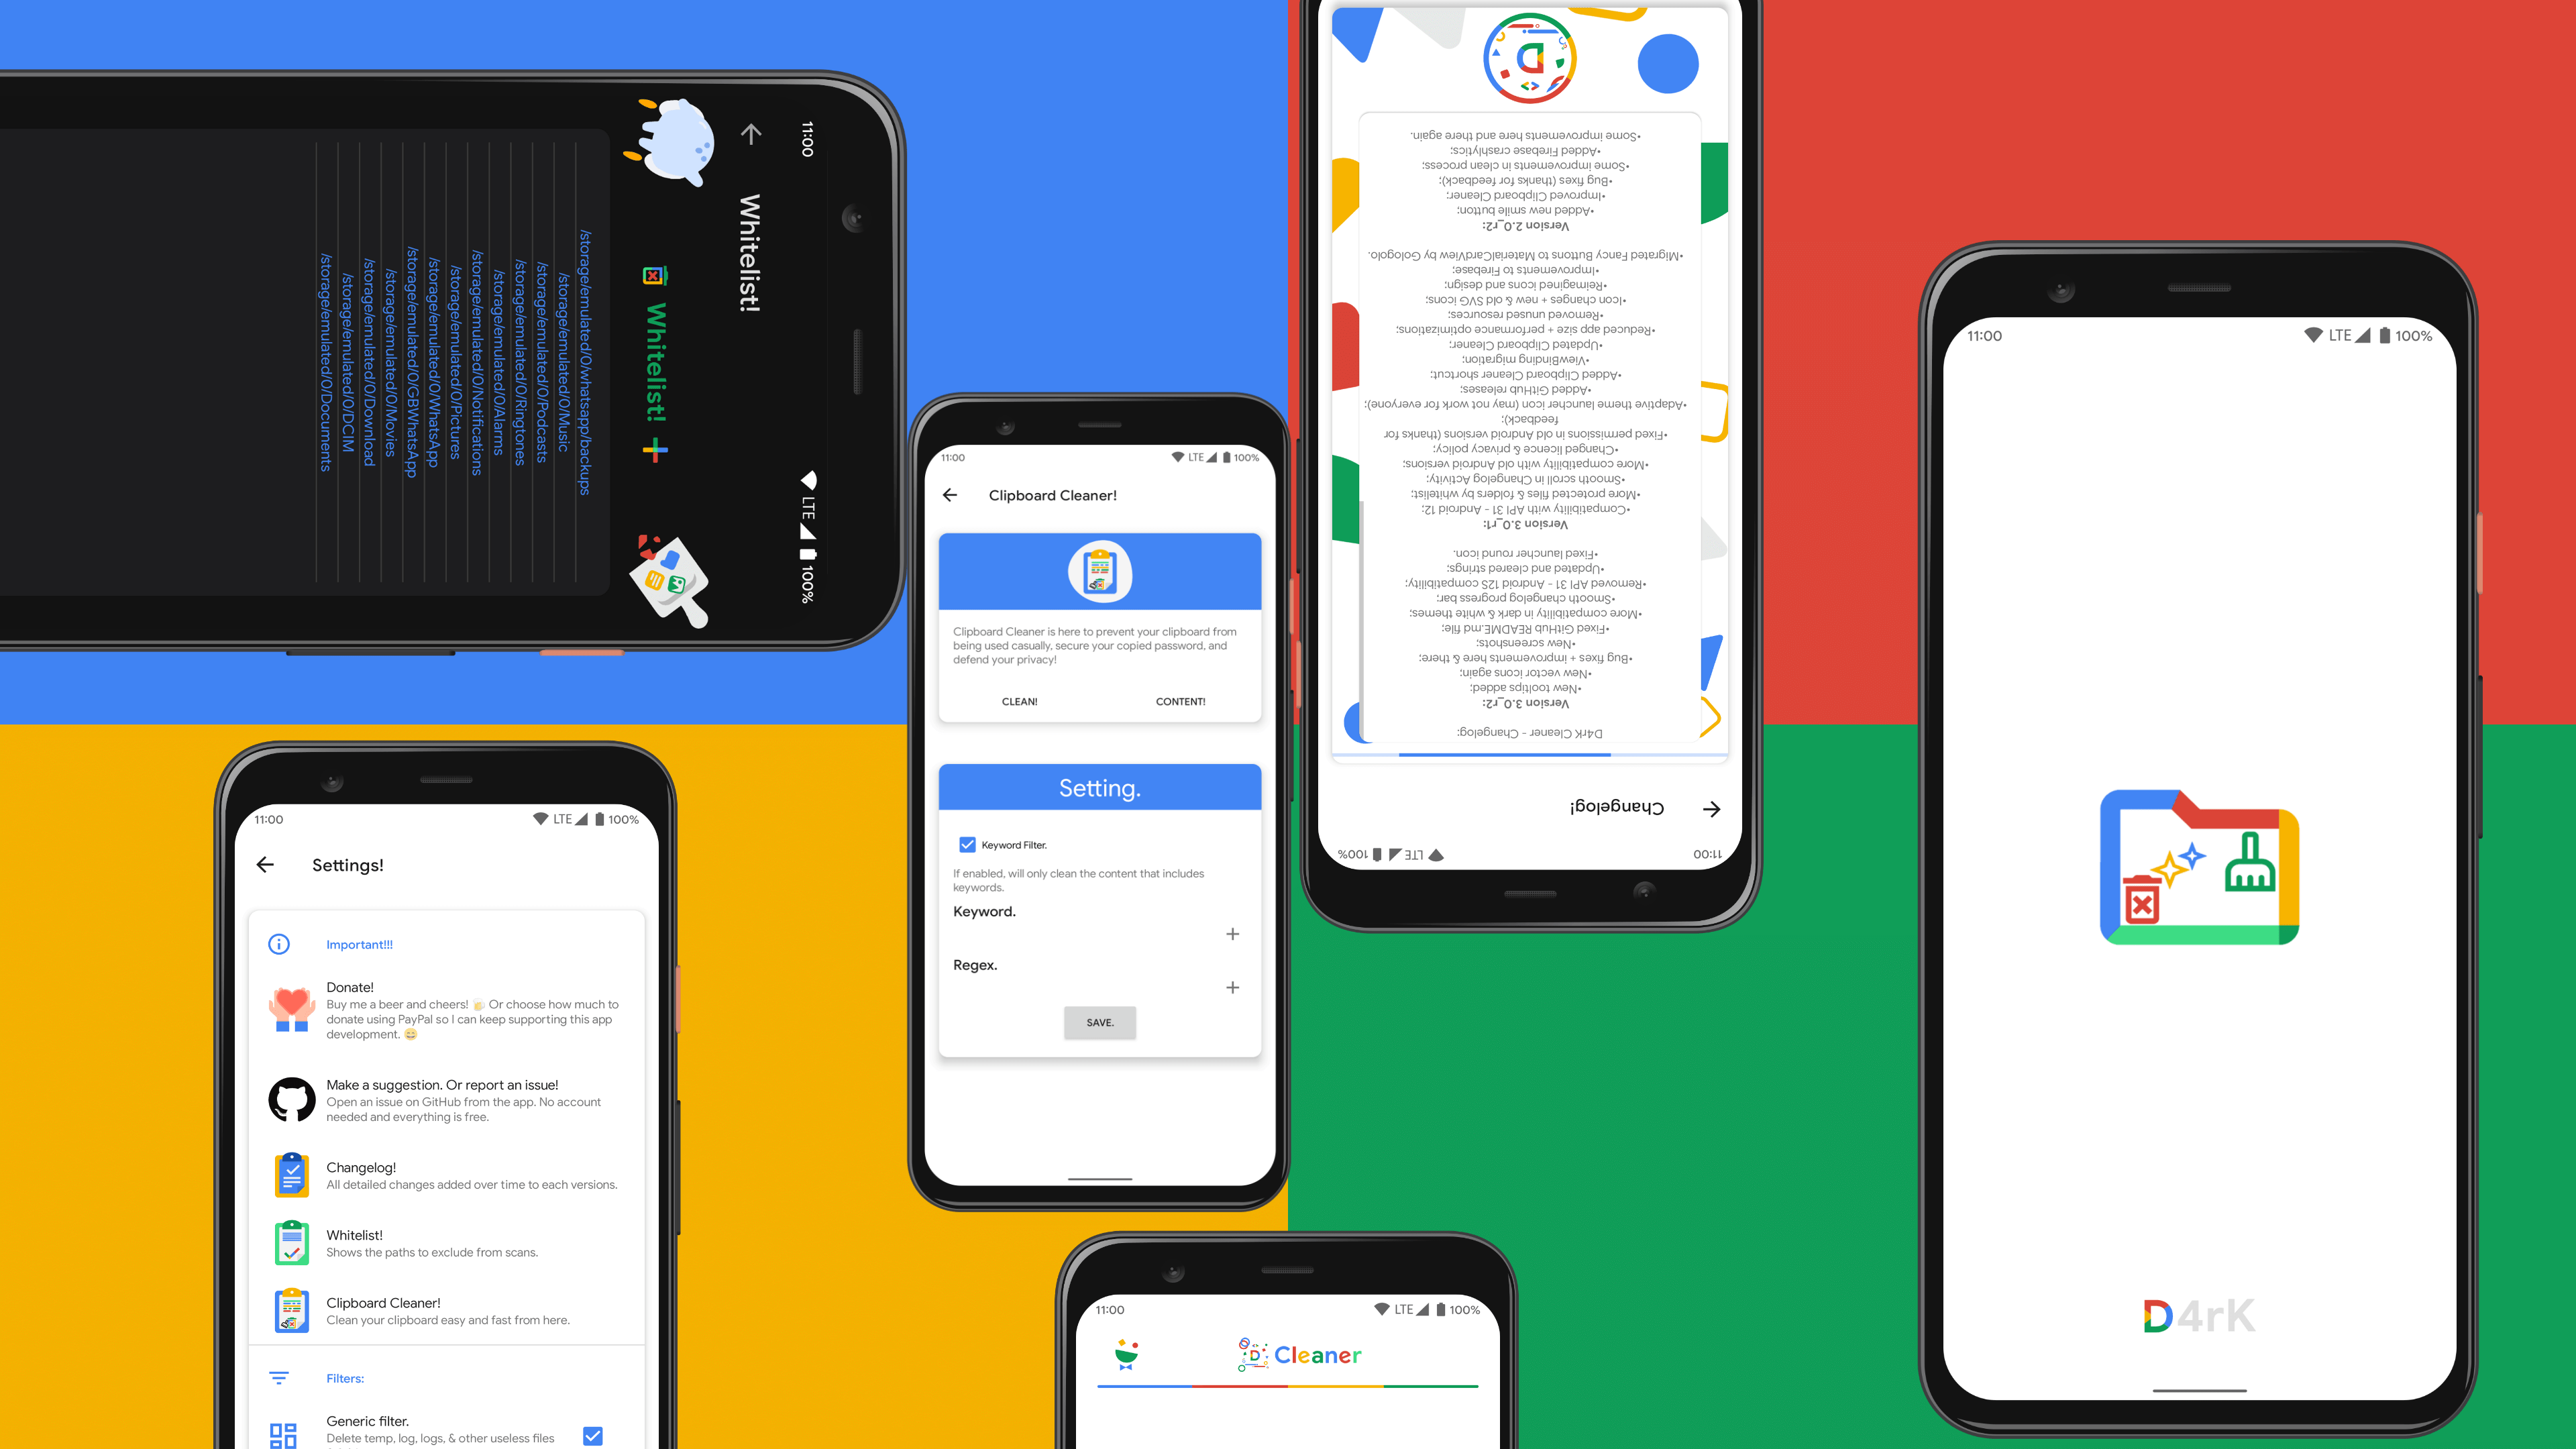 11:00
LTE 100%
Whitelist!
Whitelist!
/storage/emulated/0/whatsapp/backups
/storage/emulated/0/Music
/storage/emulated/0/Podcasts
/storage/emulated/0/Ringtones
/storage/emulated/0/Alarms
/storage/emulated/0/Notifications
/storage/emulated/0/Pictures
/storage/emulated/0/WhatsApp
/storage/emulated/0/GBWhatsApp
/storage/emulated/0/Movies
/storage/emulated/0/Download
/storage/emulated/0/DCIM
/storage/emulated/0/Documents
11:00 LTE 100%
Settings!
Important!!!
Donate!
Buy me a beer and cheers! 🍺 Or choose how much to
donate using PayPal so I can keep supporting this app
development. 😄
Make a suggestion. Or report an issue!
Open an issue on GitHub from the app. No account
needed and everything is free.
Changelog!
All detailed changes added over time to each versions.
Whitelist!
Shows the paths to exclude from scans.
Clipboard Cleaner!
Clean your clipboard easy and fast from here.
Filters:
Generic filter.
Delete temp, log, logs, & other useless files
11:00 LTE 100%
Clipboard Cleaner!
Clipboard Cleaner is here to prevent your clipboard from
being used casually, secure your copied password, and
defend your privacy!
CLEAN! CONTENT!
Setting.
Keyword Filter.
If enabled, will only clean the content that includes
keywords.
Keyword.
Regex.
SAVE.
11:00 LTE 100%
Changelog!
D4rK Cleaner - Changelog:
Version 3.0_r2:
•New tooltips added;
•New vector icons again;
•Bug fixes + improvements here & there;
•New screenshots;
•Fixed GitHub README.md file;
•More compatibility in dark & white themes;
•Smooth changelog progress bar;
•Removed API 31 - Android 12S compatibility;
•Updated and cleared strings;
•Fixed launcher round icon.
Version 3.0_r1:
•Compatibility with API 31 - Android 12;
•More protected files & folders by whitelist;
•Smooth scroll in Changelog Activity;
•More compatibility with old Android versions;
•Changed licence & privacy policy;
•Fixed permissions in old Android versions (thanks for
feedback);
•Adaptive theme launcher icon (may not work for everyone);
•Added GitHub releases;
•Added Clipboard Cleaner shortcut;
•ViewBinding migration;
•Updated Clipboard Cleaner;
•Reduced app size + performance optimizations;
•Removed unused resources;
•Icon changes + new & old SVG icons;
•Reimagined icons and design;
•Improvements to Firebase;
•Migrated Fancy Buttons to MaterialCardView by Gologolo.
Version 2.0_r2:
•Added new smile button;
•Improved Clipboard Cleaner;
•Bug fixes (thanks for feedback);
•Some improvements in clean process;
•Added Firebase crashlytics;
•Some improvements here and there again.
D
11:00 LTE 100%
D Cleaner
11:00 LTE 100%
D4rK